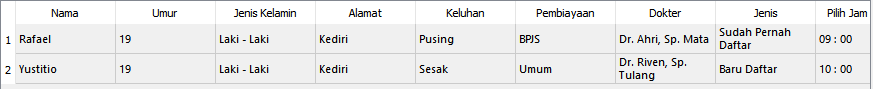 Nama Umur Jenis Kelamin Alamat Keluhan Pembiayaan Dokter Jenis Pilih Jam
1 Rafael 19 Laki - Laki Kediri Pusing BPJS Dr. Ahri, Sp. Mata Sudah Pernah Daftar 09 : 00
2 Yustitio 19 Laki - Laki Kediri Sesak Umum Dr. Riven, Sp. Tulang Baru Daftar 10 : 00